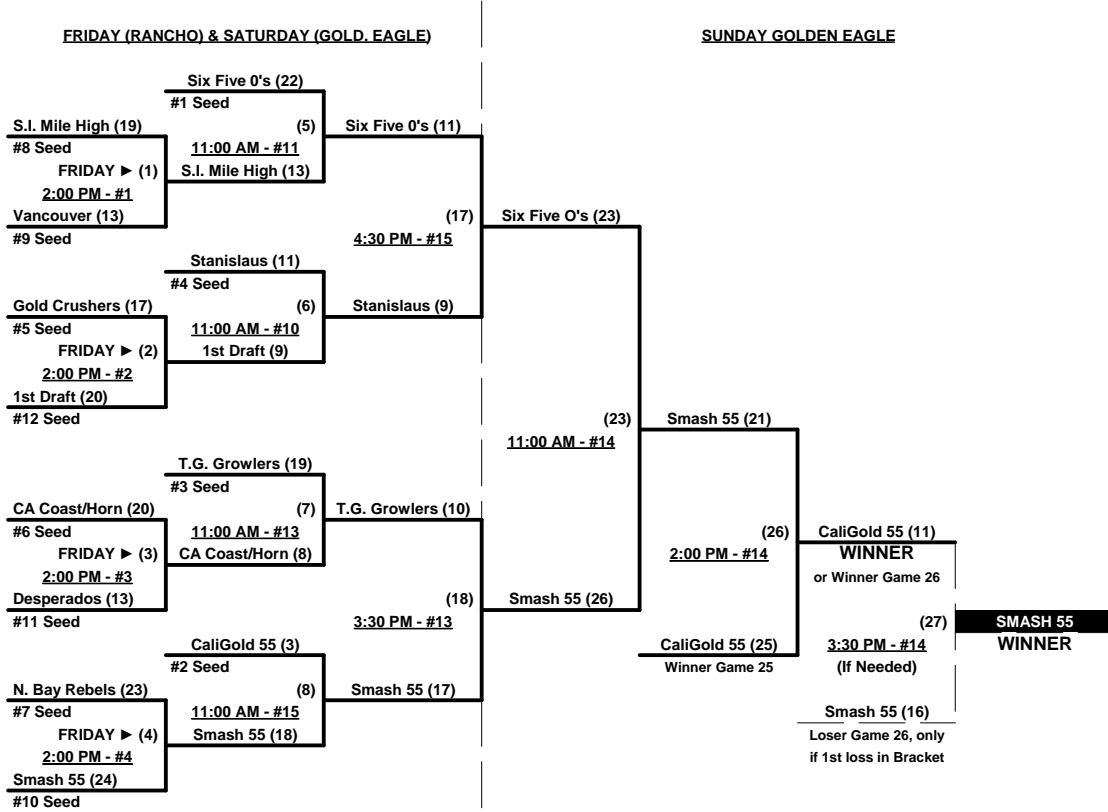 FRIDAY (RANCHO) & SATURDAY (GOLD. EAGLE)
SUNDAY GOLDEN EAGLE
Six Five 0's (22)
#1 Seed
S.I. Mile High (19)
(5)
Six Five 0's (11)
#8 Seed
11:00 AM - #11
FRIDAY ► (1)
S.I. Mile High (13)
2:00 PM - #1
Vancouver (13)
(17)
Six Five O's (23)
#9 Seed
4:30 PM - #15
Stanislaus (11)
#4 Seed
Gold Crushers (17)
(6)
Stanislaus (9)
#5 Seed
11:00 AM - #10
FRIDAY ► (2)
1st Draft (9)
2:00 PM - #2
1st Draft (20)
#12 Seed
(23)
Smash 55 (21)
11:00 AM - #14
T.G. Growlers (19)
#3 Seed
CA Coast/Horn (20)
(7)
T.G. Growlers (10)
#6 Seed
11:00 AM - #13
(26)
CaliGold 55 (11)
FRIDAY ► (3)
CA Coast/Horn (8)
2:00 PM - #14
WINNER
2:00 PM - #3
or Winner Game 26
Desperados (13)
(18)
Smash 55 (26)
#11 Seed
3:30 PM - #13
(27)
SMASH 55
CaliGold 55 (3)
CaliGold 55 (25)
3:30 PM - #14
WINNER
#2 Seed
Winner Game 25
(If Needed)
N. Bay Rebels (23)
(8)
Smash 55 (17)
#7 Seed
11:00 AM - #15
Smash 55 (16)
FRIDAY ► (4)
Smash 55 (18)
Loser Game 26, only
2:00 PM - #4
if 1st loss in Bracket
Smash 55 (24)
#10 Seed